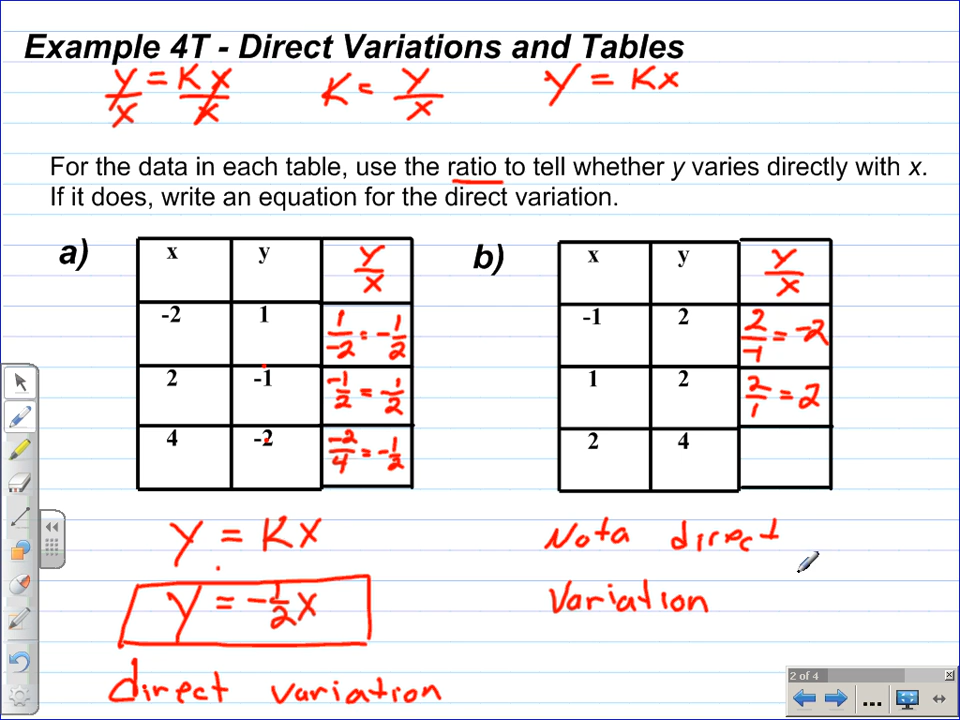 Example 4T - Direct Variations and Tables
y/x = Kx/x K = y/x y = Kx
For the data in each table, use the ratio to tell whether y varies directly with x.
If it does, write an equation for the direct variation.
a)
x y y/x
-2 1 1/-2 = -1/2
2 -1 -1/2 = -1/2
4 -2 -2/4 = -1/2
y = Kx
y = -1/2 x
direct variation
b)
x y y/x
-1 2 2/-1 = -2
1 2 2/1 = 2
2 4
Not a direct
variation
2 of 4